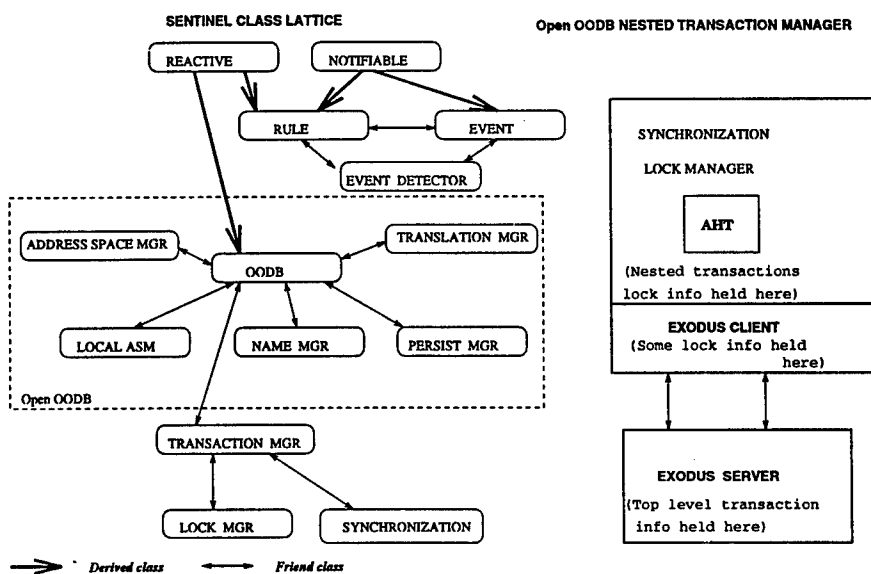 SENTINEL CLASS LATTICE
REACTIVE
NOTIFIABLE
RULE
EVENT
EVENT DETECTOR
ADDRESS SPACE MGR
TRANSLATION MGR
OODB
LOCAL ASM
NAME MGR
PERSIST MGR
Open OODB
TRANSACTION MGR
LOCK MGR
SYNCHRONIZATION
Derived class
Friend class
Open OODB NESTED TRANSACTION MANAGER
SYNCHRONIZATION
LOCK MANAGER
AHT
(Nested transactions
lock info held here)
EXODUS CLIENT
(Some lock info held
here)
EXODUS SERVER
(Top level transaction
info held here)